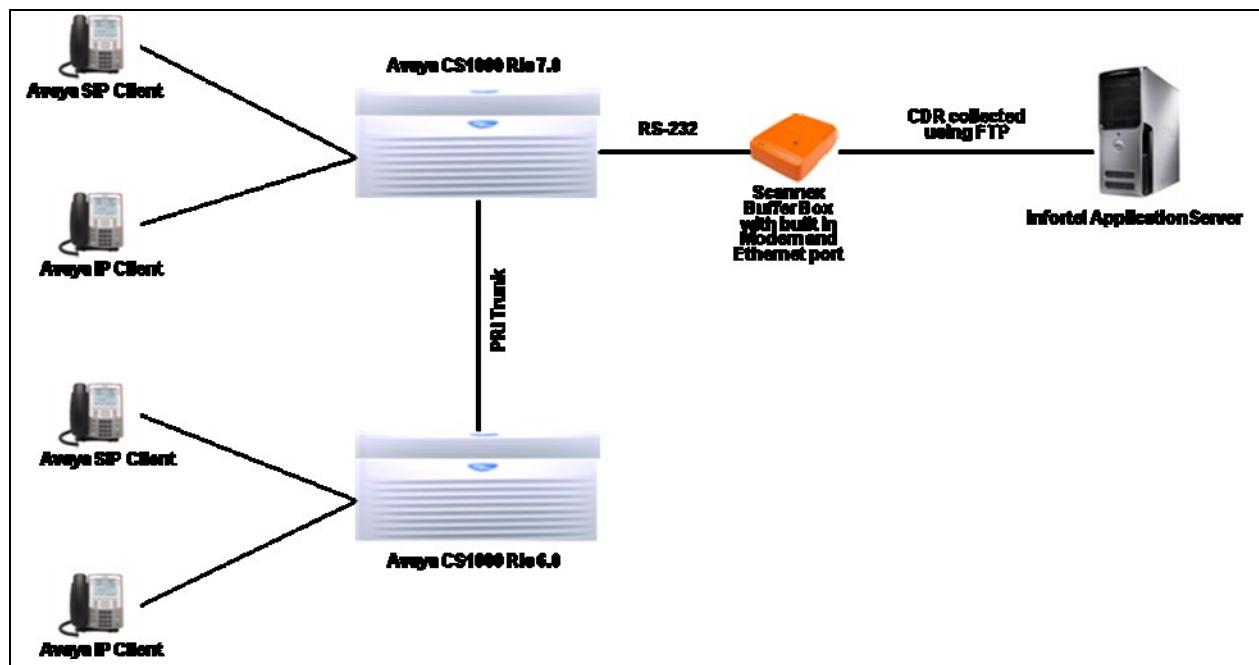 Avaya SIP Client
Avaya IP Client
Avaya CS1000 Rls 7.0
RS-232
Scannex
Buffer Box
with built in
Modem and
Ethernet port
CDR collected
using FTP
Infortel Application Server
PRI Trunk
Avaya SIP Client
Avaya IP Client
Avaya CS1000 Rls 6.0